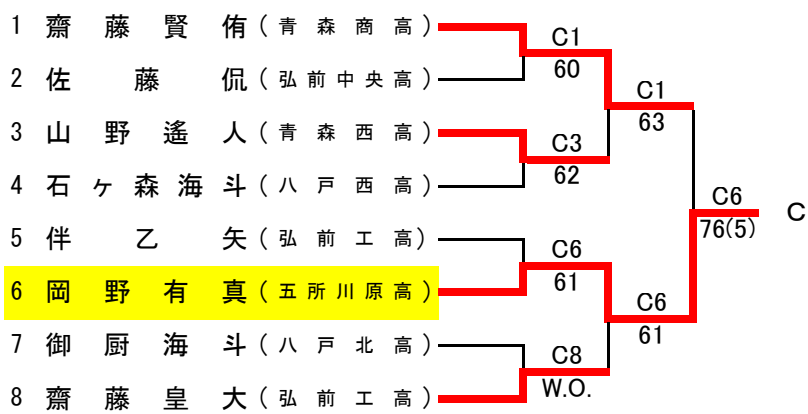 1 齋藤賢侑(青森商高)
2 佐藤侃(弘前中央高)
3 山野遙人(青森西高)
4 石ヶ森海斗(八戸西高)
5 伴乙矢(弘前工高)
6 岡野有真(五所川原高)
7 御厨海斗(八戸北高)
8 齋藤皇大(弘前工高)
C1
60
C3
62
C6
61
C8
W.O.
C1
63
C6
61
C6
76(5)
C